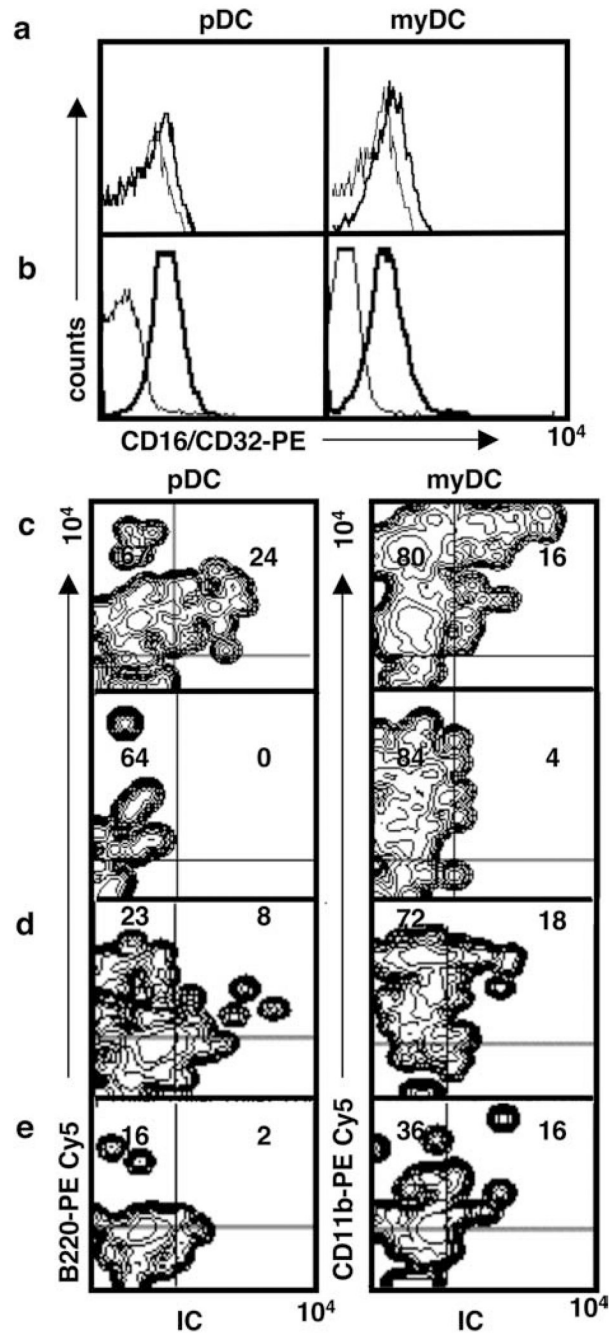 a
pDC myDC
b
counts
CD16/CD32-PE 10⁴
pDC myDC
c
10⁴ 10⁴
67 24 80 16
64 0 84 4
d
23 8 72 18
e
16 2 36 16
B220-PE Cy5
CD11b-PE Cy5
IC 10⁴ IC 10⁴